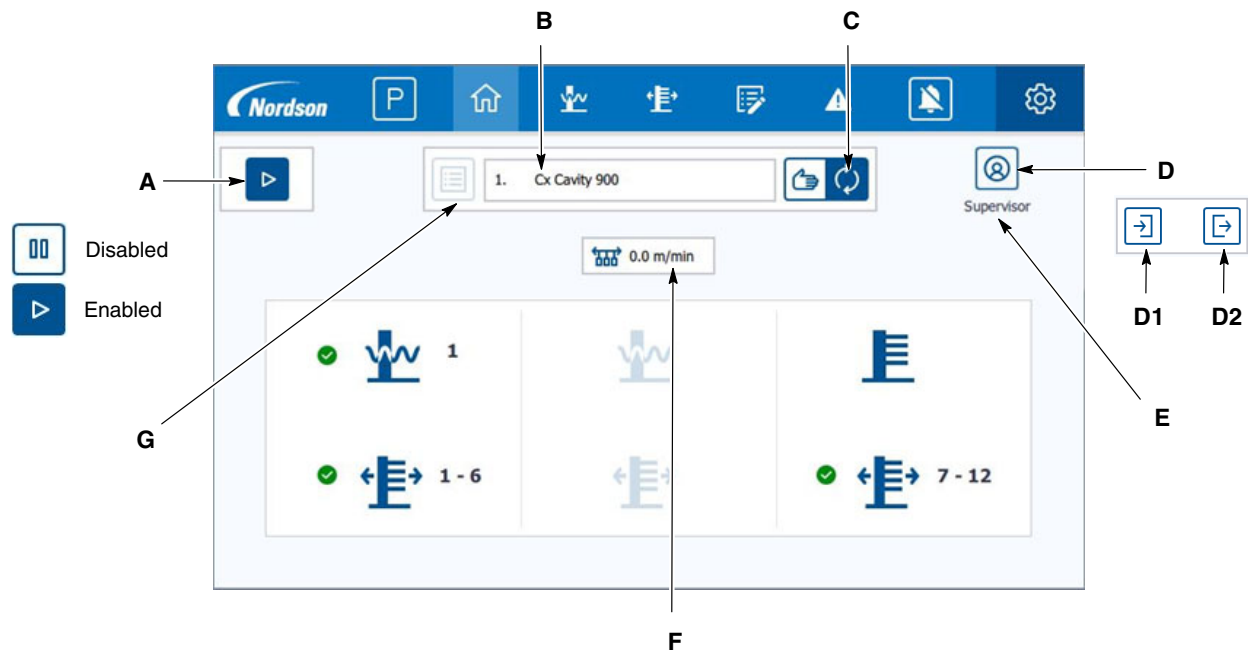 B
C
Nordson
P
A
1. Cx Cavity 900
D
Supervisor
Disabled
0.0 m/min
Enabled
D1
D2
1
E
G
1 - 6
7 - 12
F